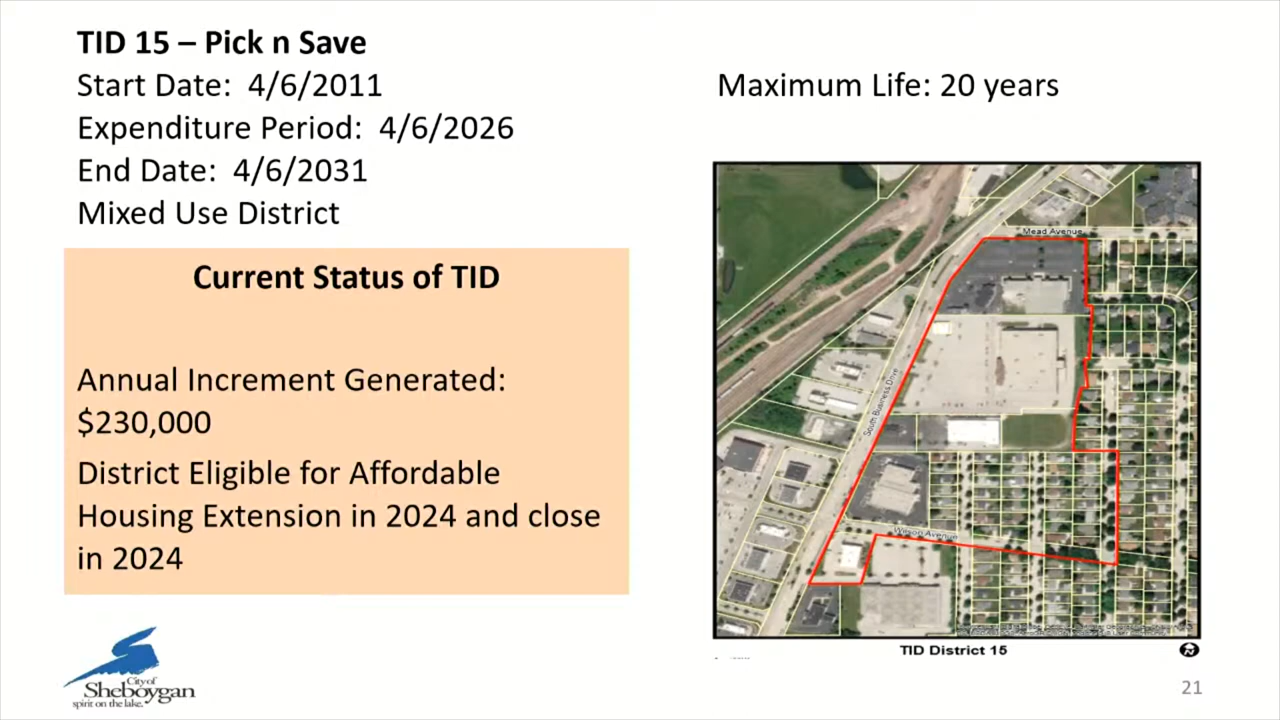 TID 15 – Pick n Save
Start Date: 4/6/2011
Expenditure Period: 4/6/2026
End Date: 4/6/2031
Mixed Use District
Maximum Life: 20 years
Current Status of TID
Annual Increment Generated:
$230,000
District Eligible for Affordable
Housing Extension in 2024 and close
in 2024
Mead Avenue
South Business Drive
Wilson Avenue
TID District 15
City of
Sheboygan
spirit on the lake.
21